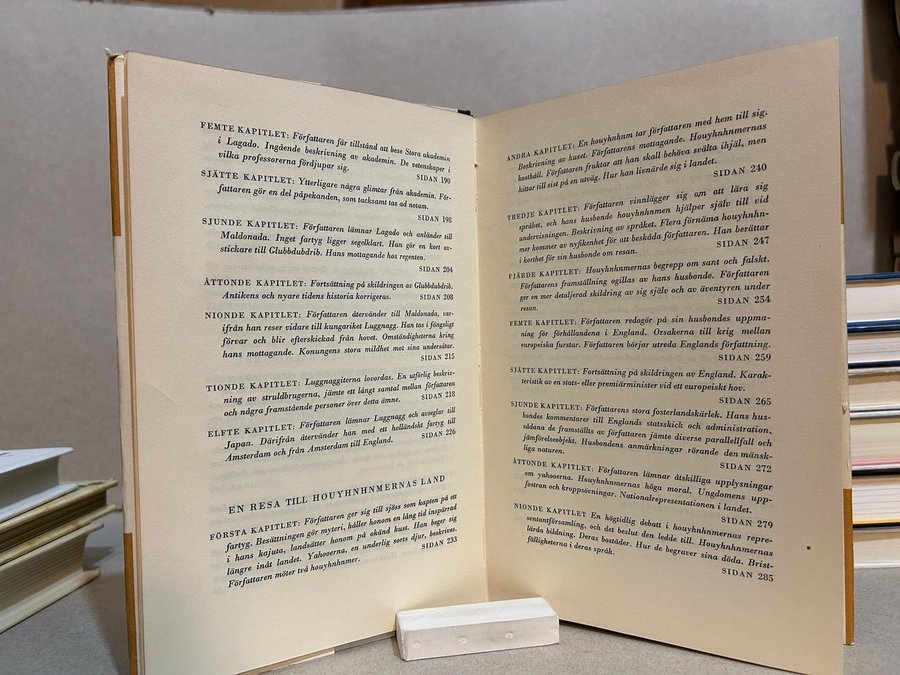 FEMTE KAPITLET: Författaren får tillstånd att bese Stora akademin
i Lagado. Ingående beskrivning av akademin. De vetenskaper i
vilka professorerna fördjupar sig.
SIDAN 190
SJÄTTE KAPITLET: Ytterligare några glimtar från akademin. För-
fattaren gör en del påpekanden, som tacksamt tas ad notam.
SIDAN 198
SJUNDE KAPITLET: Författaren lämnar Lagado och anländer till
Maldonada. Inget fartyg ligger segelklart. Han gör en kort av-
stickare till Glubbdubdrib. Hans mottagande hos regenten.
SIDAN 204
ÅTTONDE KAPITLET: Fortsättning på skildringen av Glubbdubdrib.
Antikens och nyare tidens historia korrigeras. SIDAN 208
NIONDE KAPITLET: Författaren återvänder till Maldonada, var-
ifrån han reser vidare till kungariket Luggnagg. Han tas i fängsligt
förvar och blir efterskickad från hovet. Omständigheterna kring
hans mottagande. Konungens stora mildhet mot sina undersåtar.
SIDAN 215
TIONDE KAPITLET: Luggnaggiterna lovordas. En utförlig beskriv-
ning av struldbrugerna, jämte ett långt samtal mellan författaren
och några framstående personer över detta ämne. SIDAN 218
ELFTE KAPITLET: Författaren lämnar Luggnagg och avseglar till
Japan. Därifrån återvänder han med ett holländskt fartyg till
Amsterdam och från Amsterdam till England. SIDAN 226
EN RESA TILL HOUYHNHNMERNAS LAND
FÖRSTA KAPITLET: Författaren ger sig till sjöss som kapten på ett
fartyg. Besättningen gör myteri, håller honom en lång tid inspärrad
i hans kajuta, landsätter honom på okänd kust. Han beger sig
längre inåt landet. Yahooerna, en underlig sorts djur, beskrives.
Författaren möter två houyhnhnmer. SIDAN 233
ANDRA KAPITLET: En houyhnhnm tar författaren med hem till sig.
Beskrivning av huset. Författarens mottagande. Houyhnhnmernas
kosthåll. Författaren fruktar att han skall behöva svälta ihjäl, men
hittar till sist på en utväg. Hur han livnärde sig i landet.
SIDAN 240
TREDJE KAPITLET: Författaren vinnlägger sig om att lära sig
språket, och hans husbonde houyhnhnmen hjälper själv till vid
undervisningen. Beskrivning av språket. Flera förnäma houyhnhn-
mer kommer av nyfikenhet för att beskåda författaren. Han berättar
i korthet för sin husbonde om resan. SIDAN 247
FJÄRDE KAPITLET: Houyhnhnmernas begrepp om sant och falskt.
Författarens framställning ogillas av hans husbonde. Författaren
ger en mer detaljerad skildring av sig själv och av äventyren under
resan. SIDAN 254
FEMTE KAPITLET: Författaren redogör på sin husbondes uppma-
ning för förhållandena i England. Orsakerna till krig mellan
europeiska furstar. Författaren börjar utreda Englands författning.
SIDAN 259
SJÄTTE KAPITLET: Fortsättning på skildringen av England. Karak-
teristik av en stats- eller premiärminister vid ett europeiskt hov.
SIDAN 265
SJUNDE KAPITLET: Författarens stora fosterlandskärlek. Hans hus-
bondes kommentarer till Englands statsskick och administration,
sådana de framställts av författaren jämte diverse parallellfall och
jämförelseobjekt. Husbondens anmärkningar rörande den mänsk-
liga naturen. SIDAN 272
ÅTTONDE KAPITLET: Författaren lämnar åtskilliga upplysningar
om yahooerna. Houyhnhnmernas höga moral. Ungdomens upp-
fostran och kroppsövningar. Nationalrepresentationen i landet.
SIDAN 279
NIONDE KAPITLET En högtidlig debatt i houyhnhnmernas repre-
sentantförsamling, och det beslut den ledde till. Houyhnhnmernas
lärda bildning. Deras bostäder. Hur de begraver sina döda. Brist-
fälligheterna i deras språk. SIDAN 285